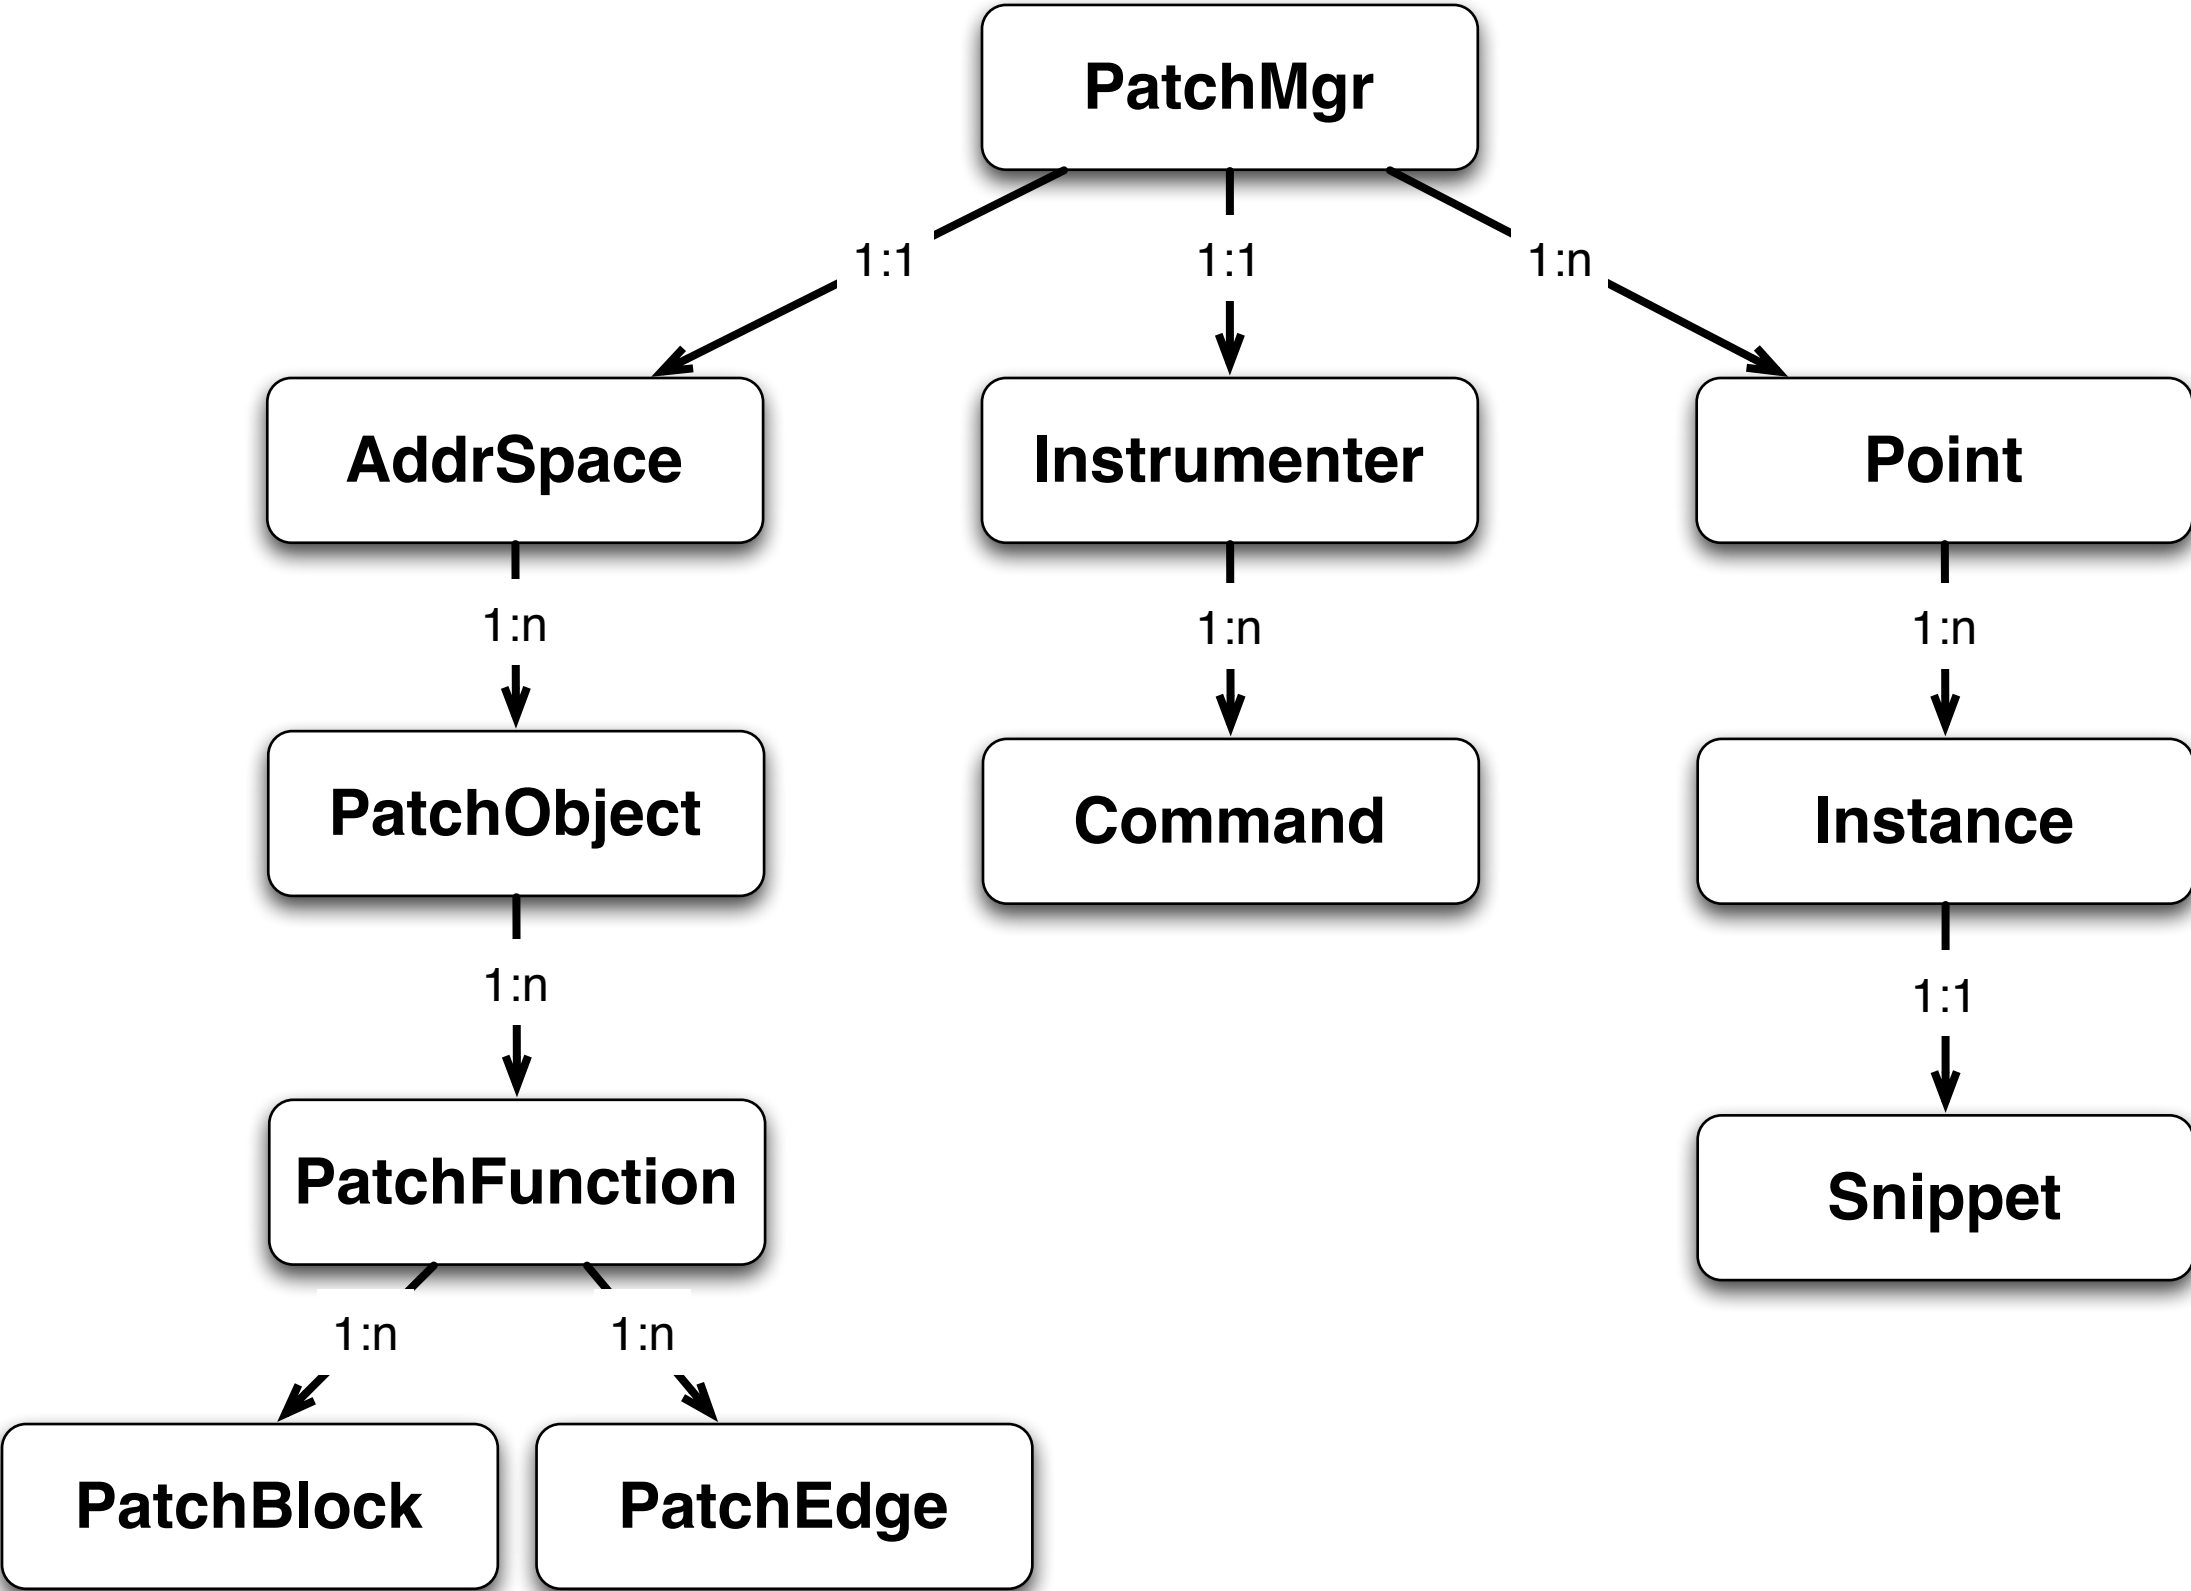 PatchMgr
1:1
1:1
1:n
AddrSpace
Instrumenter
Point
1:n
1:n
1:n
PatchObject
Command
Instance
1:n
1:1
PatchFunction
Snippet
1:n
1:n
PatchBlock
PatchEdge